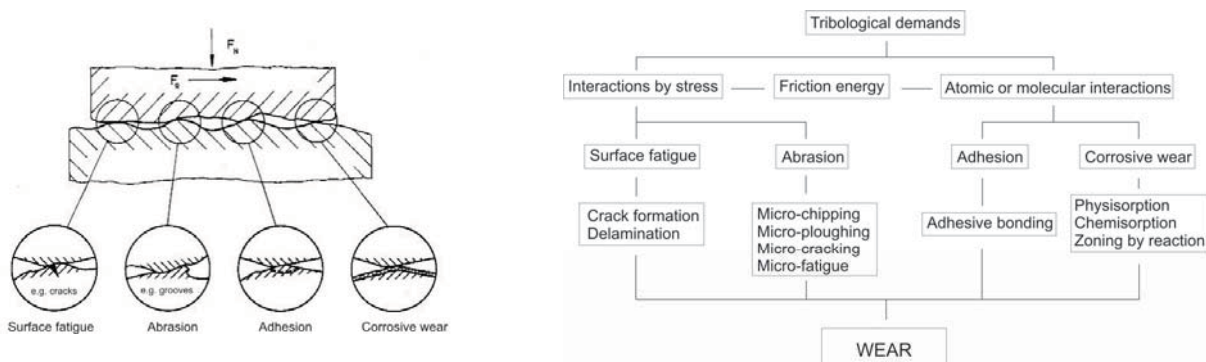 F_N
F_R
e.g. cracks
e.g. grooves
Surface fatigue
Abrasion
Adhesion
Corrosive wear
Tribological demands
Interactions by stress
Friction energy
Atomic or molecular interactions
Surface fatigue
Abrasion
Adhesion
Corrosive wear
Crack formation
Delamination
Micro-chipping
Micro-ploughing
Micro-cracking
Micro-fatigue
Adhesive bonding
Physisorption
Chemisorption
Zoning by reaction
WEAR